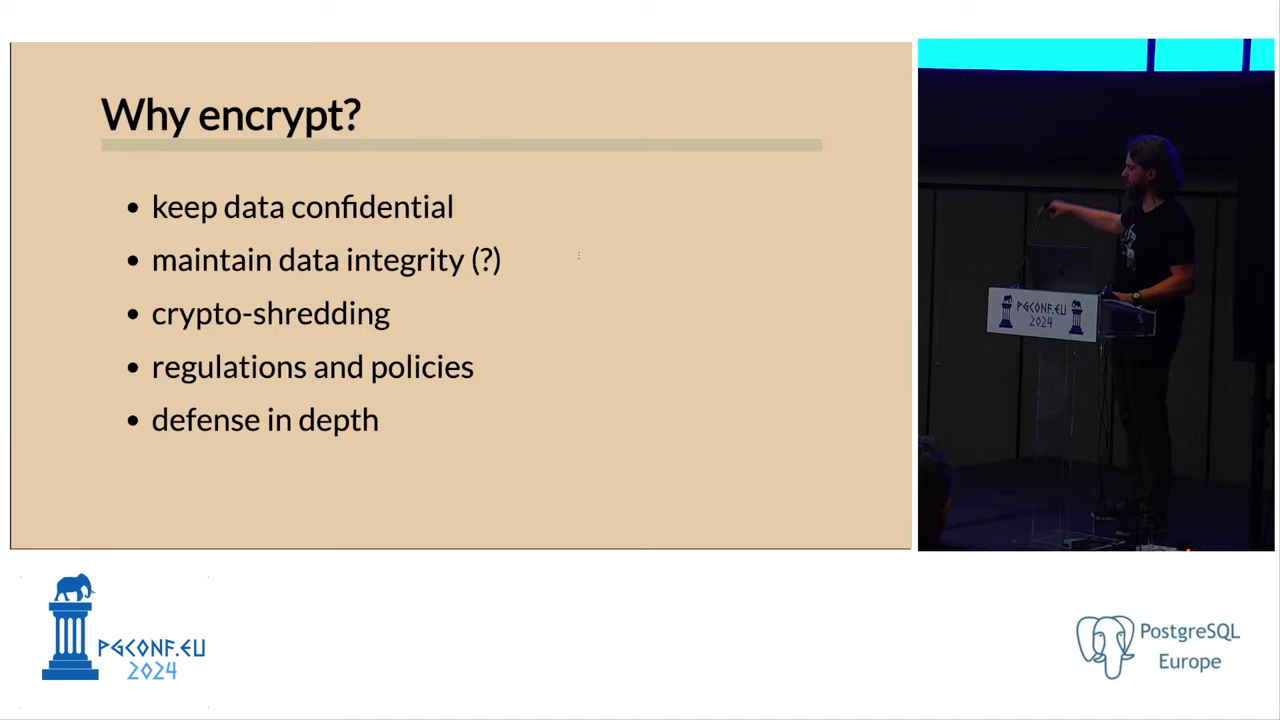 Why encrypt?
• keep data confidential
• maintain data integrity (?)
• crypto-shredding
• regulations and policies
• defense in depth
PGCONF.EU
2024
PGCONF.EU
2024
PostgreSQL
Europe